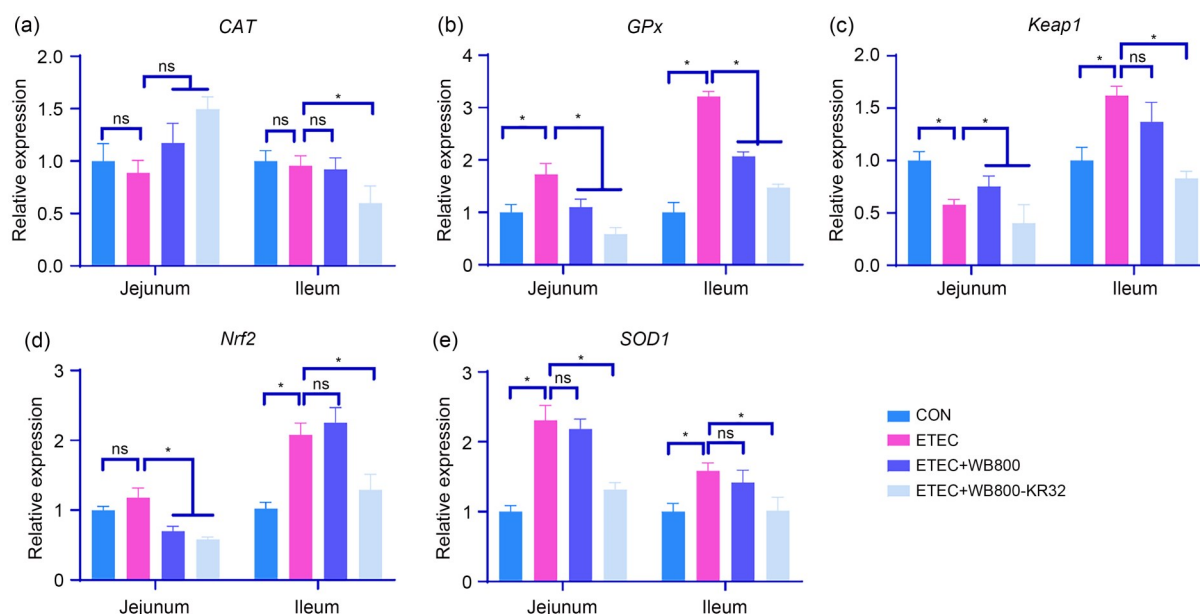 (a) CAT
Relative expression
2.0
1.5
1.0
0.5
0.0
ns
ns
ns
ns
*
Jejunum Ileum
(b) GPx
Relative expression
4
3
2
1
0
*
*
*
*
Jejunum Ileum
(c) Keap1
Relative expression
2.0
1.5
1.0
0.5
0.0
*
*
*
ns
*
Jejunum Ileum
(d) Nrf2
Relative expression
3
2
1
0
ns
*
*
ns
*
Jejunum Ileum
(e) SOD1
Relative expression
3
2
1
0
*
ns
*
*
ns
*
Jejunum Ileum
CON
ETEC
ETEC+WB800
ETEC+WB800-KR32